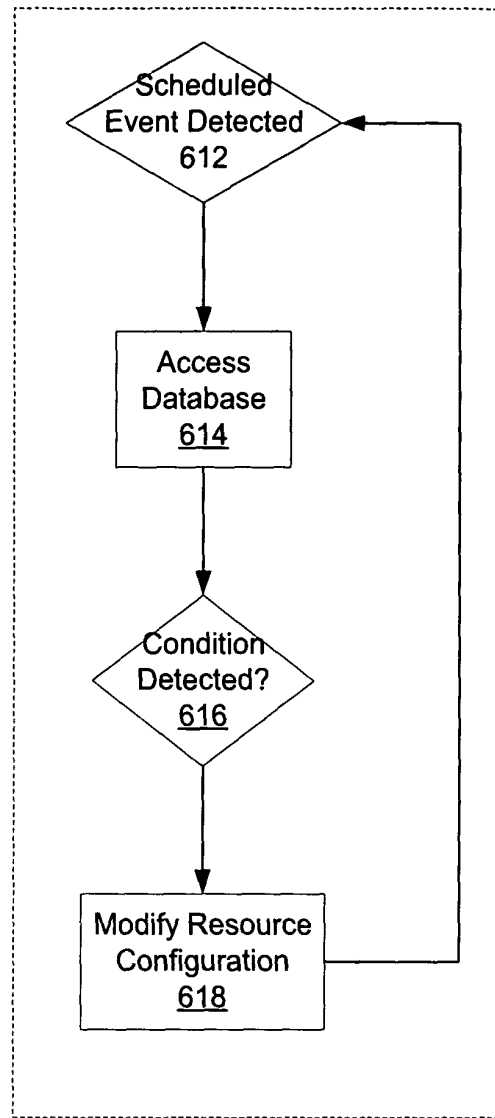 Scheduled
Event Detected
612
Access
Database
614
Condition
Detected?
616
Modify Resource
Configuration
618